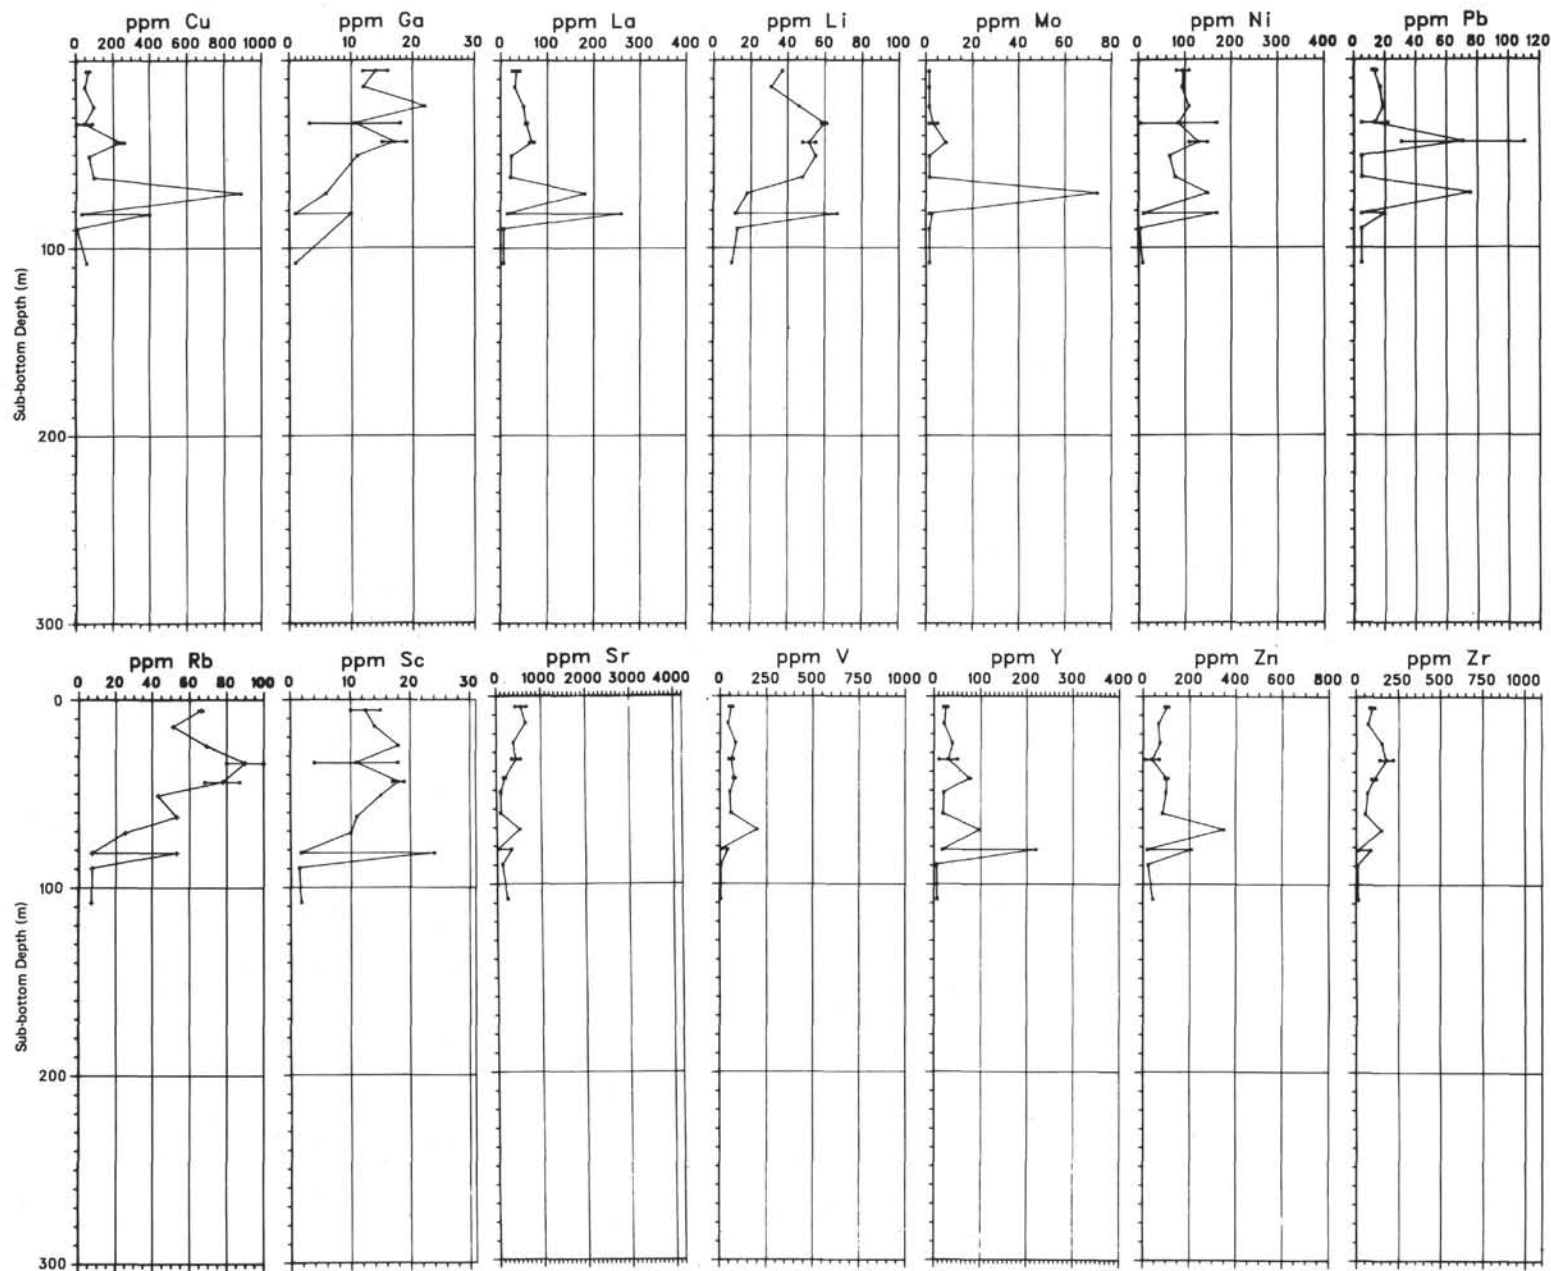 ppm Cu ppm Ga ppm La ppm Li ppm Mo ppm Ni ppm Pb
0 200 400 600 800 1000 0 10 20 30 0 100 200 300 400 0 20 40 60 80 100 0 20 40 60 80 0 100 200 300 400 0 20 40 60 80 100 120
100
Sub-bottom Depth (m)
200
300
ppm Rb ppm Sc ppm Sr ppm V ppm Y ppm Zn ppm Zr
0 20 40 60 80 100 0 10 20 30 0 1000 2000 3000 4000 0 250 500 750 1000 0 100 200 300 400 0 200 400 600 800 0 250 500 750 1000
0
100
Sub-bottom Depth (m)
200
300